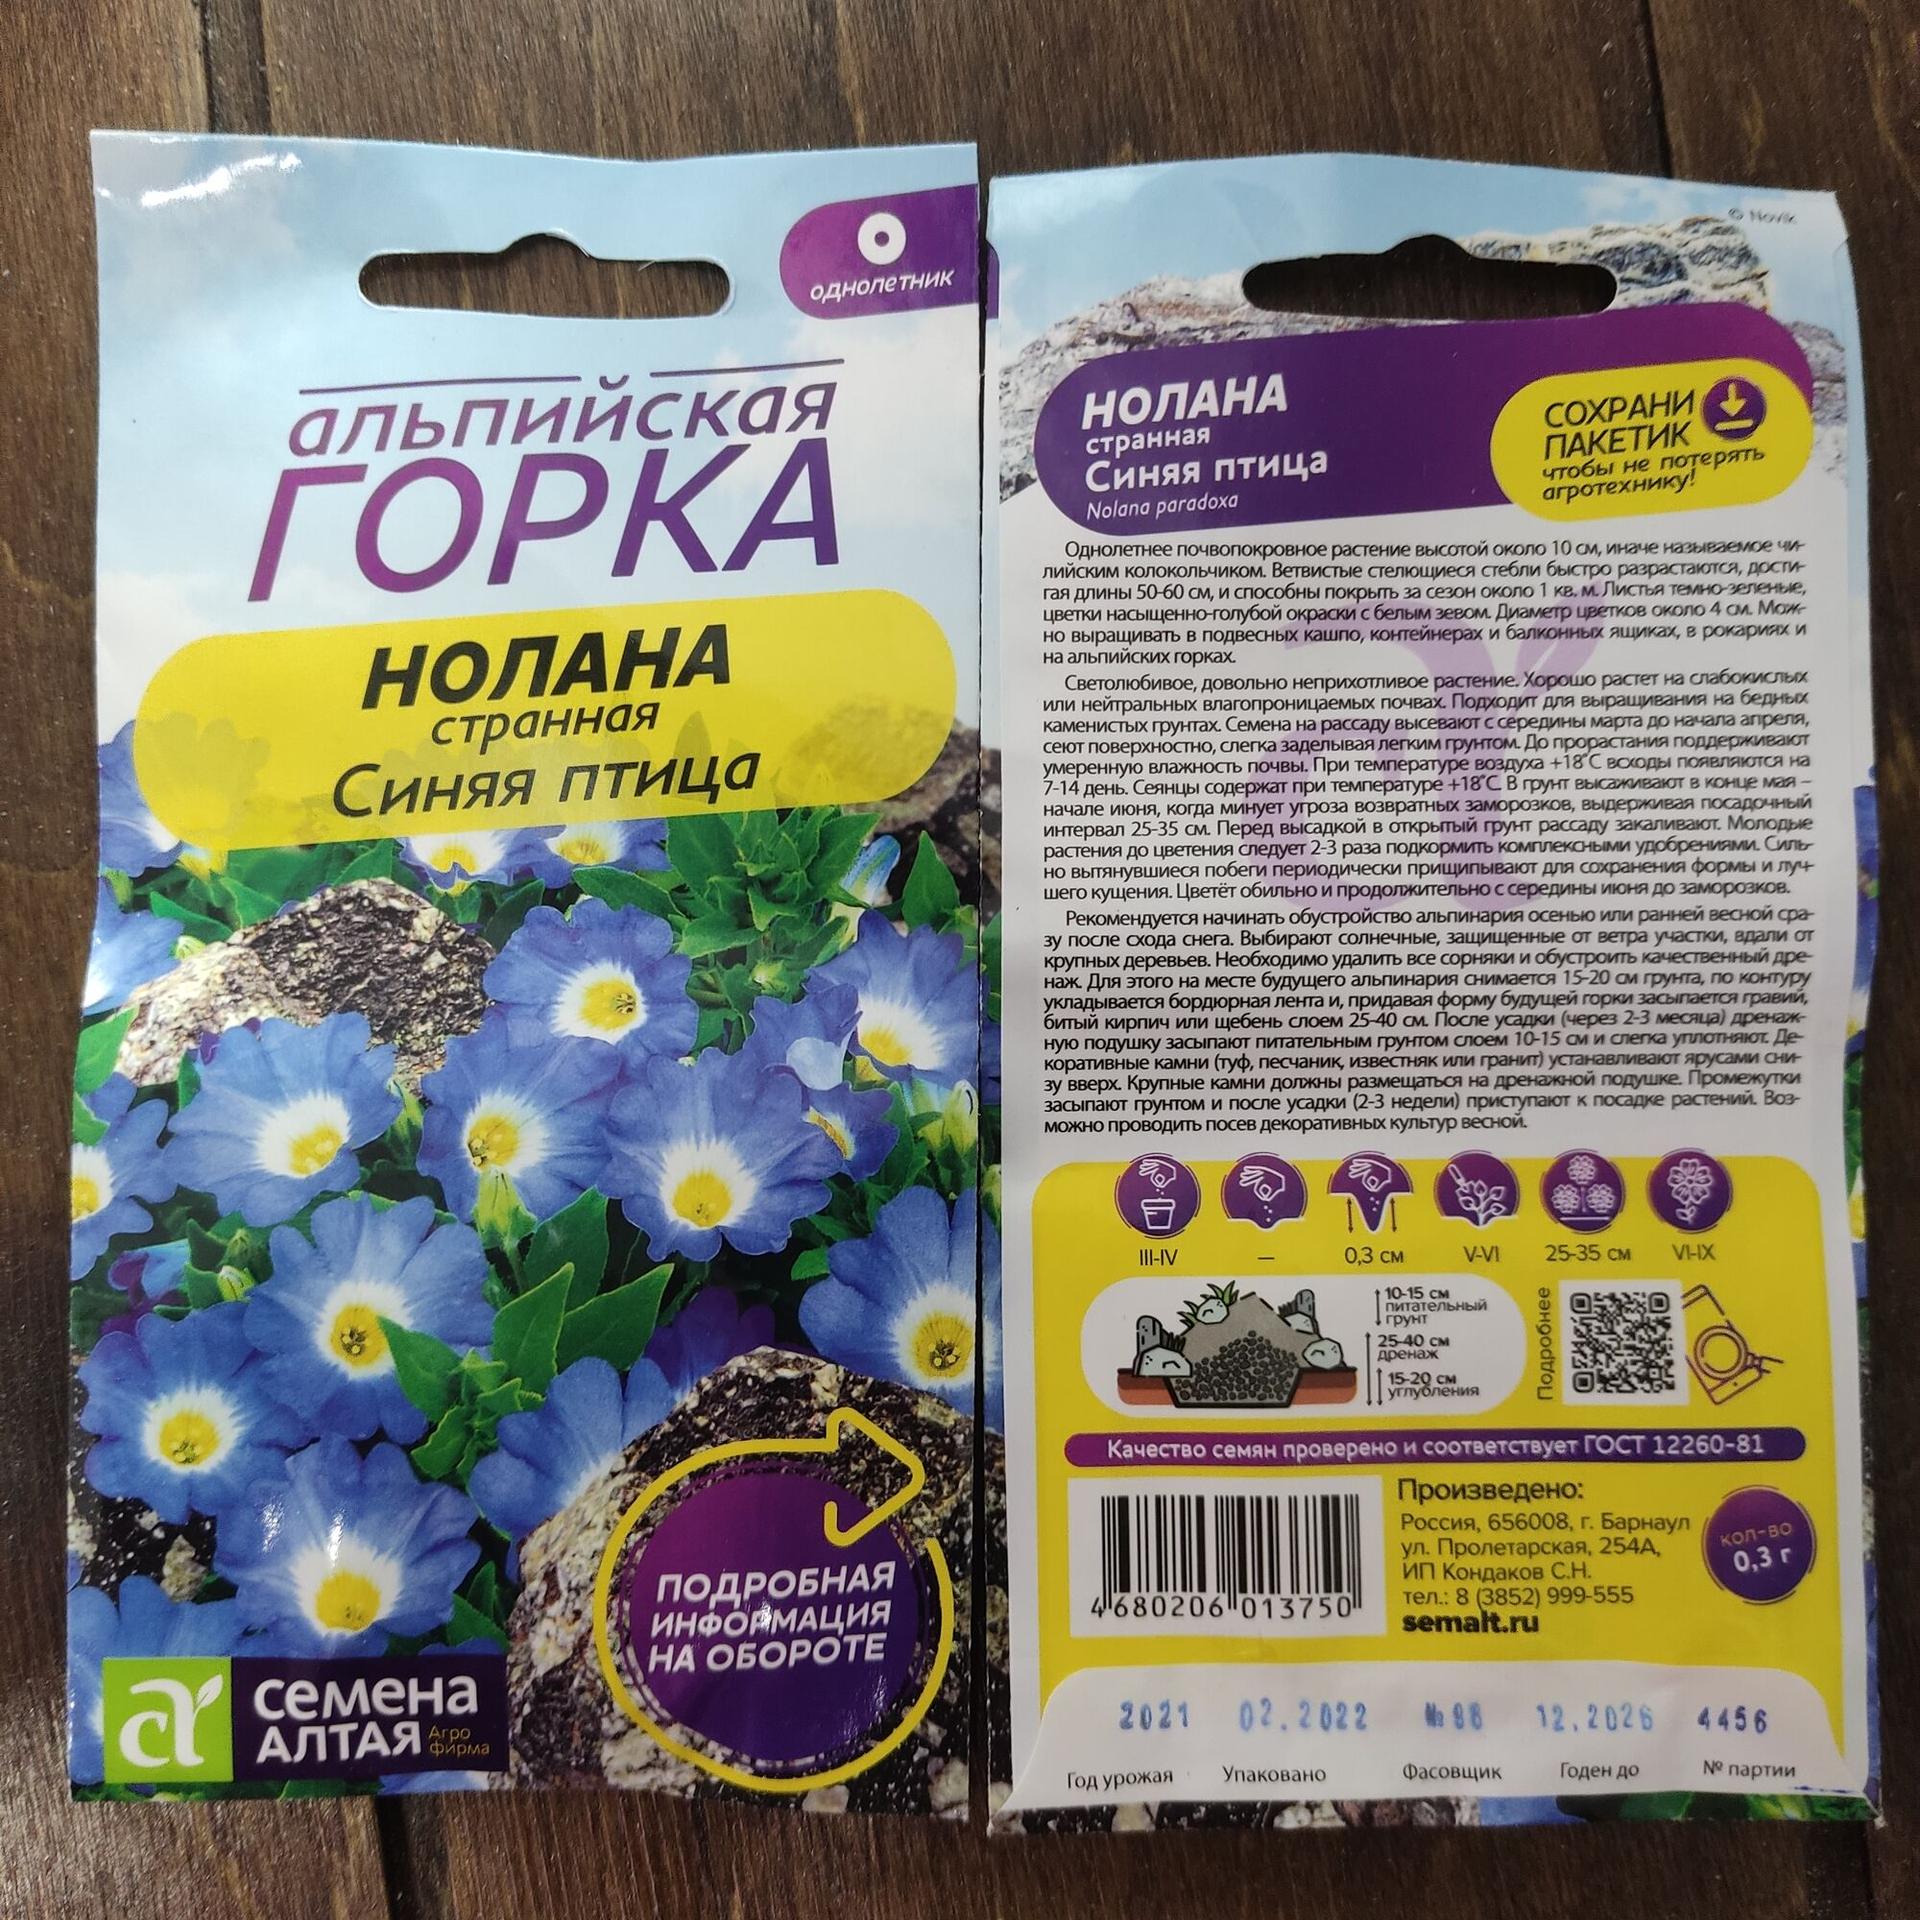 однолетник
альпийская
ГОРКА
НОЛАНА
странная
Синяя птица
ПОДРОБНАЯ
ИНФОРМАЦИЯ
НА ОБОРОТЕ
семена
АЛТАЯ
Агро
фирма
© Novik
НОЛАНА
странная
Синяя птица
Nolana paradoxa
СОХРАНИ
ПАКЕТИК
чтобы не потерять
агротехнику!
Однолетнее почвопокровное растение высотой около 10 см, иначе называемое чи-
лийским колокольчиком. Ветвистые стелющиеся стебли быстро разрастаются, дости-
гая длины 50-60 см, и способны покрыть за сезон около 1 кв. м. Листья темно-зеленые,
цветки насыщенно-голубой окраски с белым зевом. Диаметр цветков около 4 см. Мож-
но выращивать в подвесных кашпо, контейнерах и балконных ящиках, в рокариях и
на альпийских горках.
Светолюбивое, довольно неприхотливое растение. Хорошо растет на слабокислых
или нейтральных влагопроницаемых почвах. Подходит для выращивания на бедных
каменистых грунтах. Семена на рассаду высевают с середины марта до начала апреля,
сеют поверхностно, слегка заделывая легким грунтом. До прорастания поддерживают
умеренную влажность почвы. При температуре воздуха +18°С всходы появляются на
7-14 день. Сеянцы содержат при температуре +18°С. В грунт высаживают в конце мая –
начале июня, когда минует угроза возвратных заморозков, выдерживая посадочный
интервал 25-35 см. Перед высадкой в открытый грунт рассаду закаливают. Молодые
растения до цветения следует 2-3 раза подкормить комплексными удобрениями. Силь-
но вытянувшиеся побеги периодически прищипывают для сохранения формы и луч-
шего кущения. Цветёт обильно и продолжительно с середины июня до заморозков.
Рекомендуется начинать обустройство альпинария осенью или ранней весной сра-
зу после схода снега. Выбирают солнечные, защищенные от ветра участки, вдали от
крупных деревьев. Необходимо удалить все сорняки и обустроить качественный дре-
наж. Для этого на месте будущего альпинария снимается 15-20 см грунта, по контуру
укладывается бордюрная лента и, придавая форму будущей горки засыпается гравий,
битый кирпич или щебень слоем 25-40 см. После усадки (через 2-3 месяца) дренаж-
ную подушку засыпают питательным грунтом слоем 10-15 см и слегка уплотняют. Де-
коративные камни (туф, песчаник, известняк или гранит) устанавливают ярусами сни-
зу вверх. Крупные камни должны размещаться на дренажной подушке. Промежутки
засыпают грунтом и после усадки (2-3 недели) приступают к посадке растений. Воз-
можно проводить посев декоративных культур весной.
III-IV — 0,3 см V-VI 25-35 см VI-IX
10-15 см
питательный
грунт
25-40 см
дренаж
15-20 см
углубления
Подробнее
Качество семян проверено и соответствует ГОСТ 12260-81
4 680206 013750
Произведено:
Россия, 656008, г. Барнаул
ул. Пролетарская, 254А,
ИП Кондаков С.Н.
тел.: 8 (3852) 999-555
semalt.ru
кол-во
0,3 г
2021 02.2022 №98 12.2026 4456
Год урожая Упаковано Фасовщик Годен до № партии